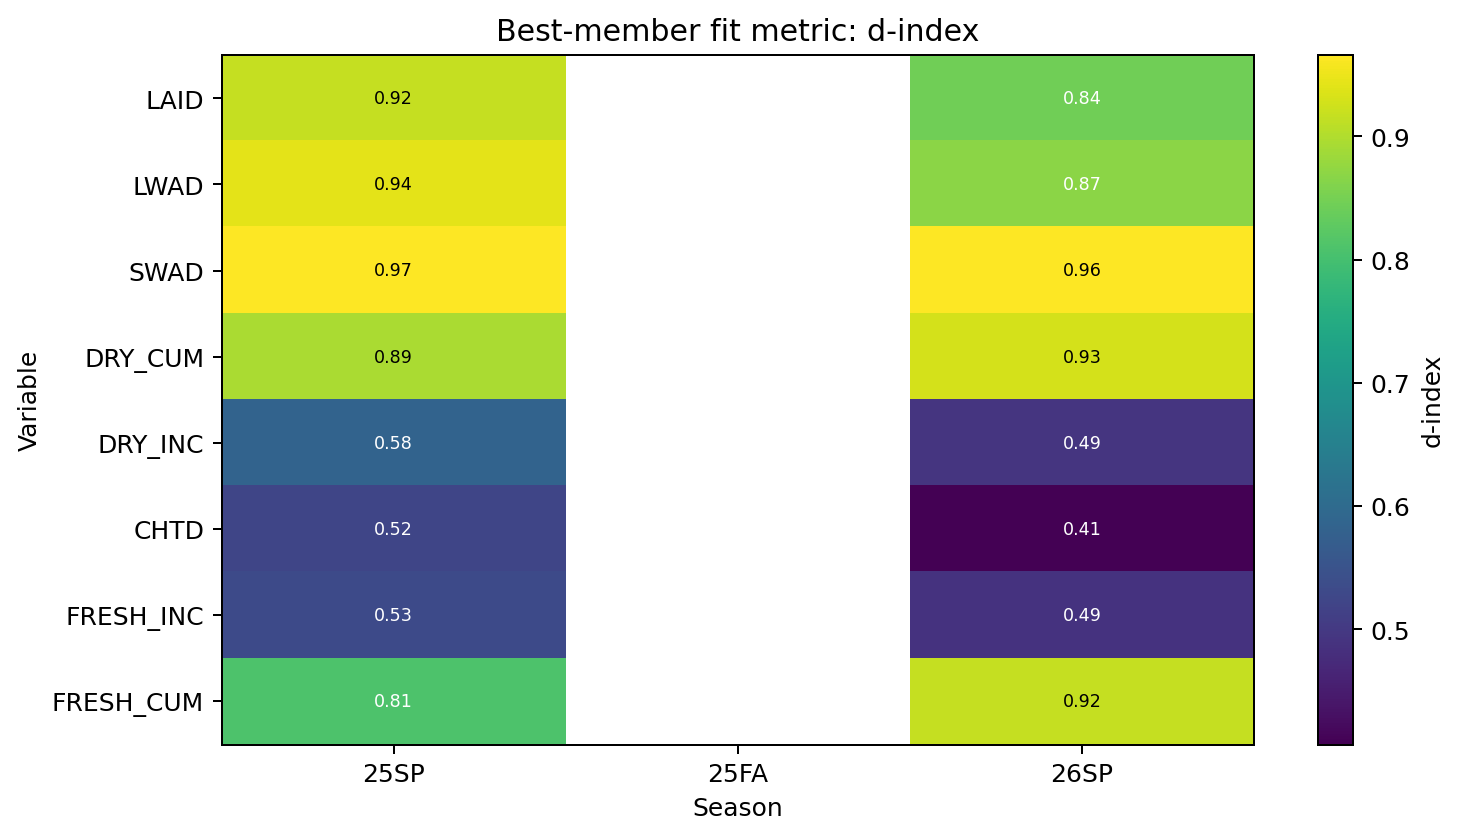 Best-member fit metric: d-index
LAID 0.92 0.84
LWAD 0.94 0.87
SWAD 0.97 0.96
DRY_CUM 0.89 0.93
DRY_INC 0.58 0.49
CHTD 0.52 0.41
FRESH_INC 0.53 0.49
FRESH_CUM 0.81 0.92
25SP 25FA 26SP
Season
Variable
0.9
0.8
0.7
0.6
0.5
d-index